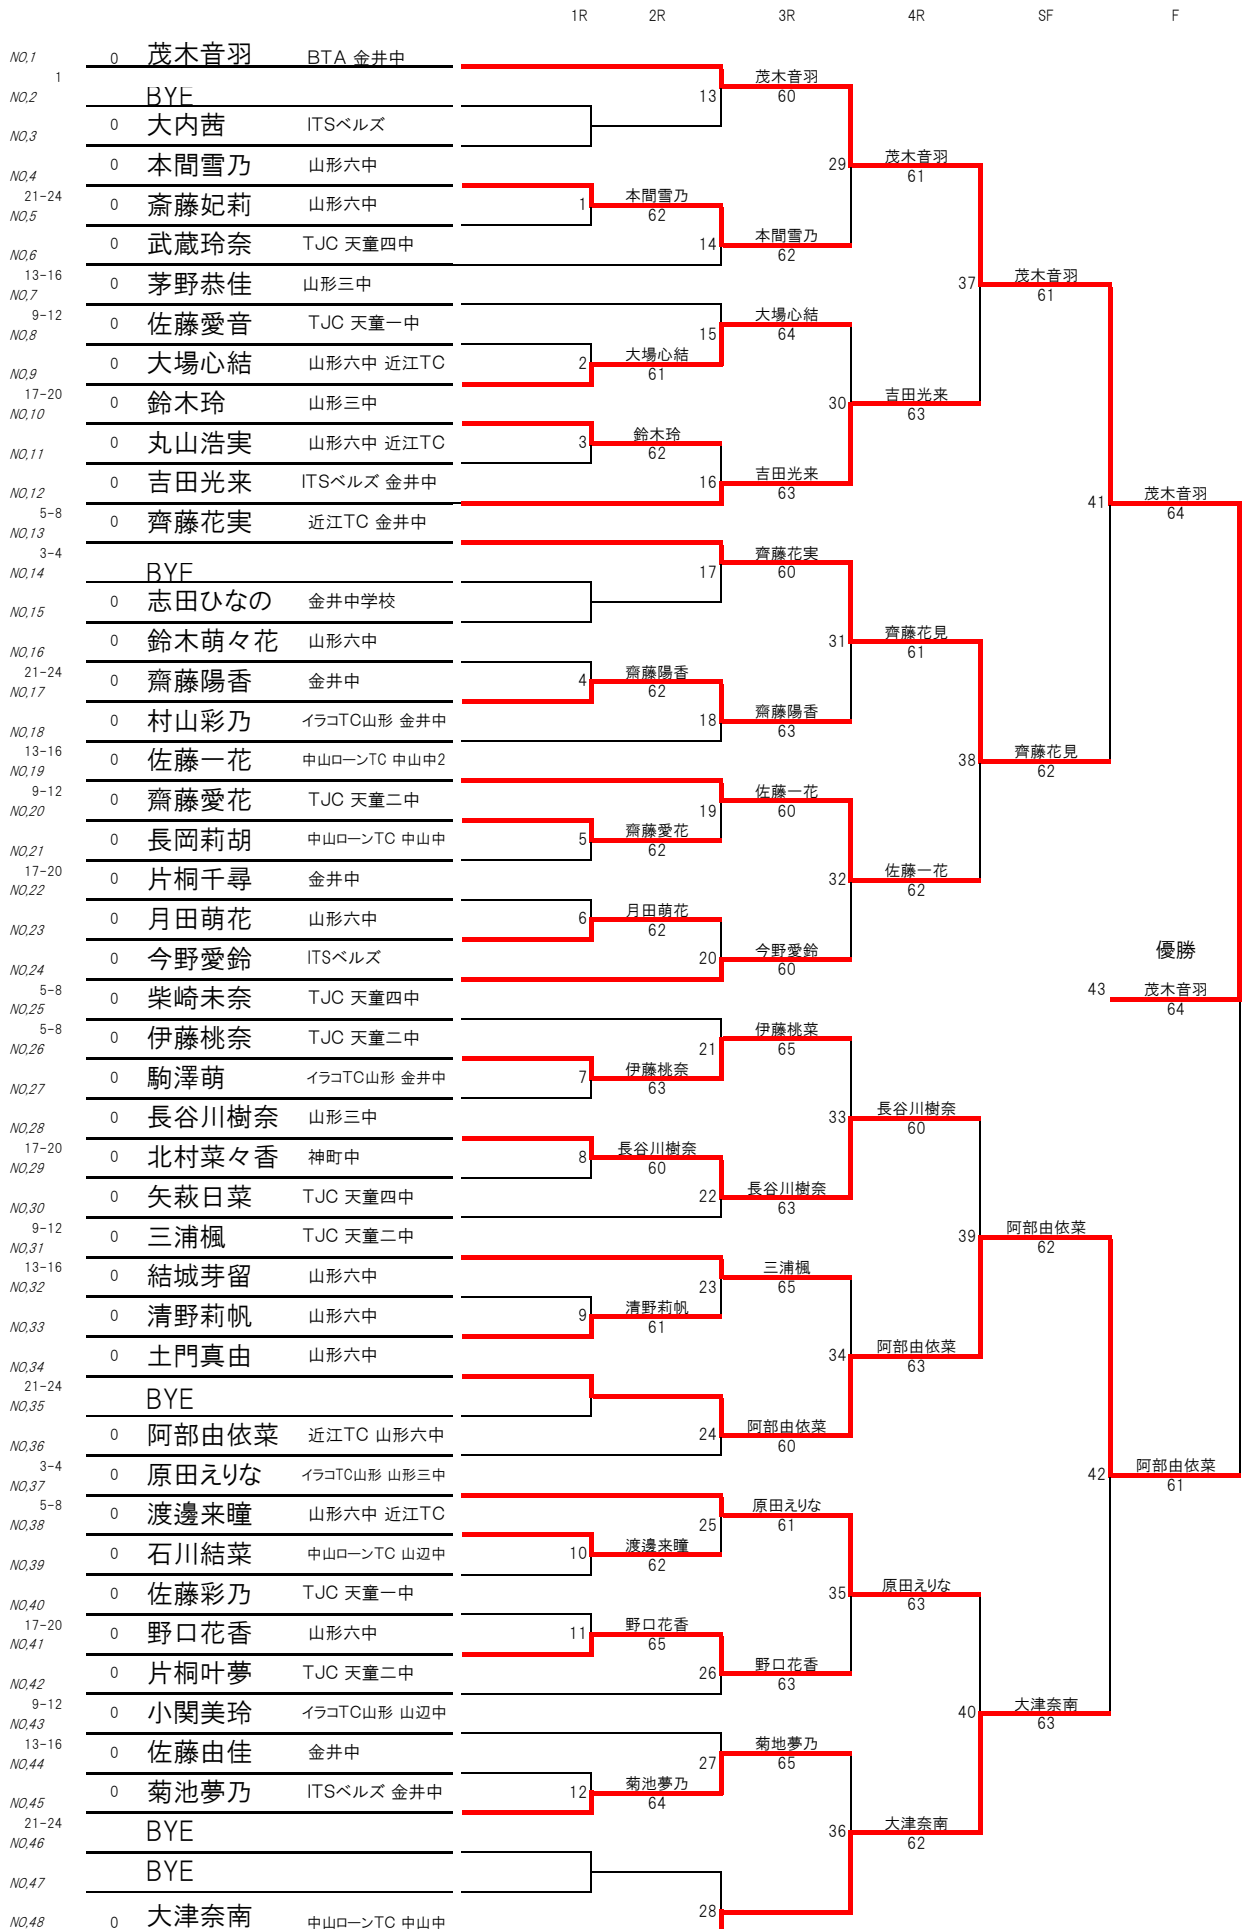 1R 2R 3R 4R SF F
NO,1 0 茂木音羽 BTA 金井中
1
茂木音羽
NO,2 BYE 13 60
NO,3 0 大内茜 ITSベルズ
茂木音羽
NO,4 0 本間雪乃 山形六中 29 61
21-24
本間雪乃
NO,5 0 斎藤妃莉 山形六中 1 62
本間雪乃
NO,6 0 武蔵玲奈 TJC 天童四中 14 62
13-16
茂木音羽
NO,7 0 茅野恭佳 山形三中 37 61
9-12
大場心結
NO,8 0 佐藤愛音 TJC 天童一中 15 64
大場心結
NO,9 0 大場心結 山形六中 近江TC 2 61
17-20
吉田光来
NO,10 0 鈴木玲 山形三中 30 63
鈴木玲
NO,11 0 丸山浩実 山形六中 近江TC 3 62
吉田光来
NO,12 0 吉田光来 ITSベルズ 金井中 16 63
5-8
茂木音羽
NO,13 0 齊藤花実 近江TC 金井中 41 64
3-4
齊藤花実
NO,14 BYE 17 60
NO,15 0 志田ひなの 金井中学校
齊藤花見
NO,16 0 鈴木萌々花 山形六中 31 61
21-24
齋藤陽香
NO,17 0 齋藤陽香 金井中 4 62
齋藤陽香
NO,18 0 村山彩乃 イラコTC山形 金井中 18 63
13-16
齊藤花見
NO,19 0 佐藤一花 中山ローンTC 中山中2 38 62
9-12
佐藤一花
NO,20 0 齋藤愛花 TJC 天童二中 19 60
齋藤愛花
NO,21 0 長岡莉胡 中山ローンTC 中山中 5 62
17-20
佐藤一花
NO,22 0 片桐千尋 金井中 32 62
月田萌花
NO,23 0 月田萌花 山形六中 6 62
今野愛鈴 優勝
NO,24 0 今野愛鈴 ITSベルズ 20 60
5-8
茂木音羽
NO,25 0 柴崎未奈 TJC 天童四中 43 64
5-8
伊藤桃菜
NO,26 0 伊藤桃奈 TJC 天童二中 21 65
伊藤桃奈
NO,27 0 駒澤萌 イラコTC山形 金井中 7 63
長谷川樹奈
NO,28 0 長谷川樹奈 山形三中 33 60
17-20
長谷川樹奈
NO,29 0 北村菜々香 神町中 8 60
長谷川樹奈
NO,30 0 矢萩日菜 TJC 天童四中 22 63
9-12
阿部由依菜
NO,31 0 三浦楓 TJC 天童二中 39 62
13-16
三浦楓
NO,32 0 結城芽留 山形六中 23 65
清野莉帆
NO,33 0 清野莉帆 山形六中 9 61
阿部由依菜
NO,34 0 土門真由 山形六中 34 63
21-24
NO,35 BYE
阿部由依菜
NO,36 0 阿部由依菜 近江TC 山形六中 24 60
3-4
阿部由依菜
NO,37 0 原田えりな イラコTC山形 山形三中 42 61
5-8
原田えりな
NO,38 0 渡邊来瞳 山形六中 近江TC 25 61
渡邊来瞳
NO,39 0 石川結菜 中山ローンTC 山辺中 10 62
原田えりな
NO,40 0 佐藤彩乃 TJC 天童一中 35 63
17-20
野口花香
NO,41 0 野口花香 山形六中 11 65
野口花香
NO,42 0 片桐叶夢 TJC 天童二中 26 63
9-12
大津奈南
NO,43 0 小関美玲 イラコTC山形 山辺中 40 63
13-16
菊地夢乃
NO,44 0 佐藤由佳 金井中 27 65
菊池夢乃
NO,45 0 菊池夢乃 ITSベルズ 金井中 12 64
21-24
大津奈南
NO,46 BYE 36 62
NO,47 BYE
NO,48 0 大津奈南 中山ローンTC 中山中 28